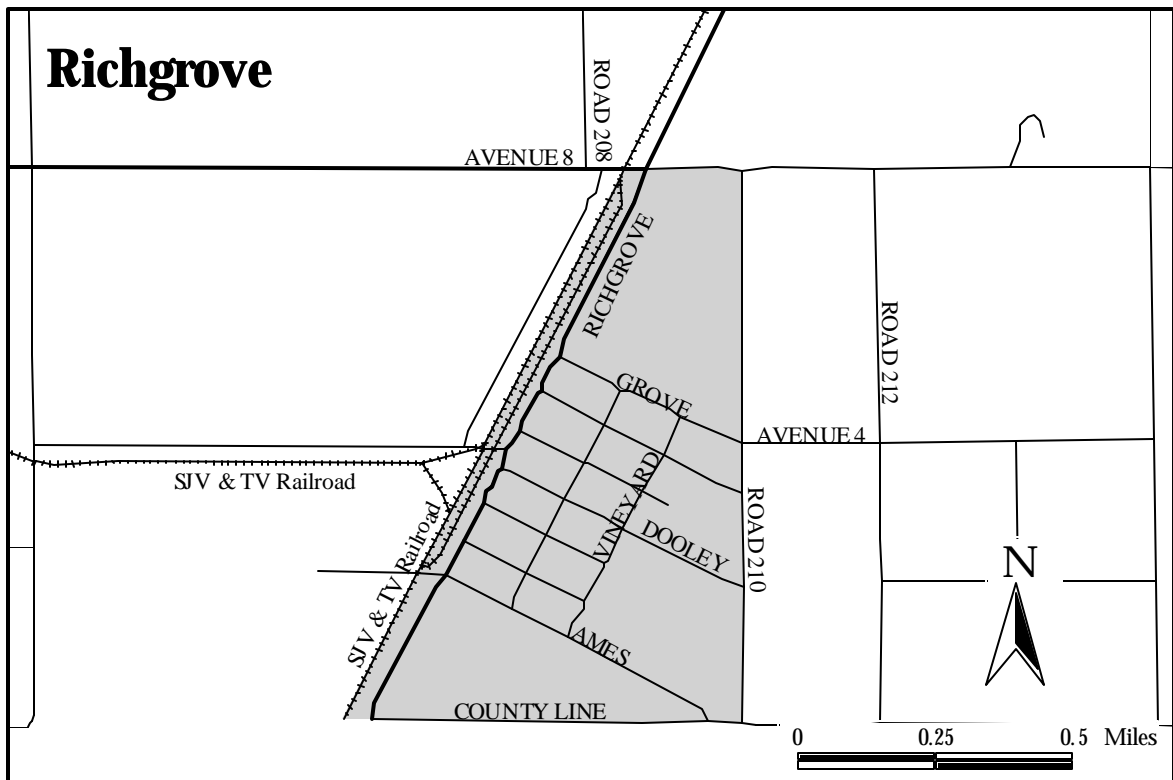 Richgrove
ROAD 208
AVENUE 8
RICHGROVE
ROAD 212
GROVE
AVENUE 4
SJV & TV Railroad
VINEYARD
ROAD 210
DOOLEY
SJV & TV Railroad
N
AMES
COUNTY LINE
0 0.25 0.5 Miles